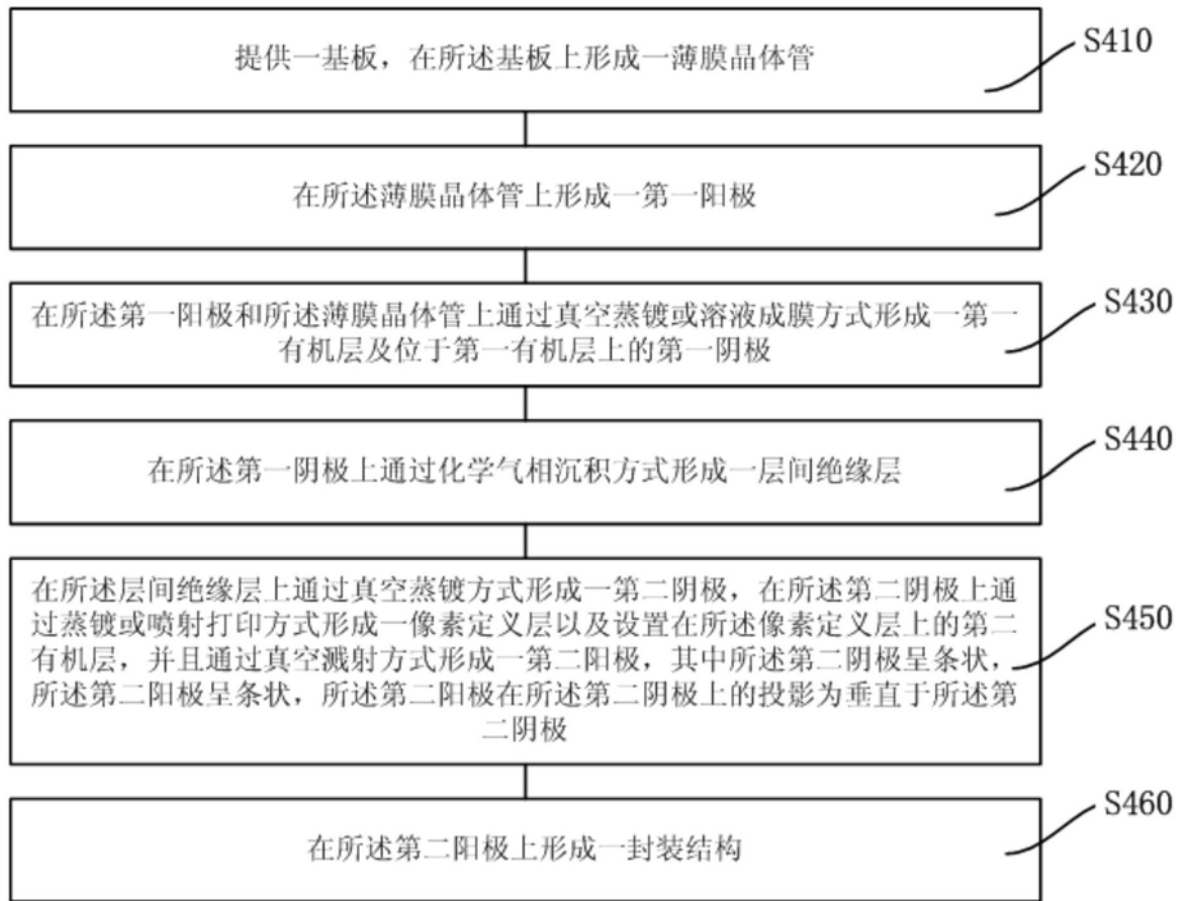 提供一基板，在所述基板上形成一薄膜晶体管
S410
在所述薄膜晶体管上形成一第一阳极
S420
在所述第一阳极和所述薄膜晶体管上通过真空蒸镀或溶液成膜方式形成一第一
有机层及位于第一有机层上的第一阴极
S430
在所述第一阴极上通过化学气相沉积方式形成一层间绝缘层
S440
在所述层间绝缘层上通过真空蒸镀方式形成一第二阴极，在所述第二阴极上通
过蒸镀或喷射打印方式形成一像素定义层以及设置在所述像素定义层上的第二
有机层，并且通过真空溅射方式形成一第二阳极，其中所述第二阴极呈条状，
所述第二阳极呈条状，所述第二阳极在所述第二阴极上的投影为垂直于所述第
二阴极
S450
在所述第二阳极上形成一封装结构
S460